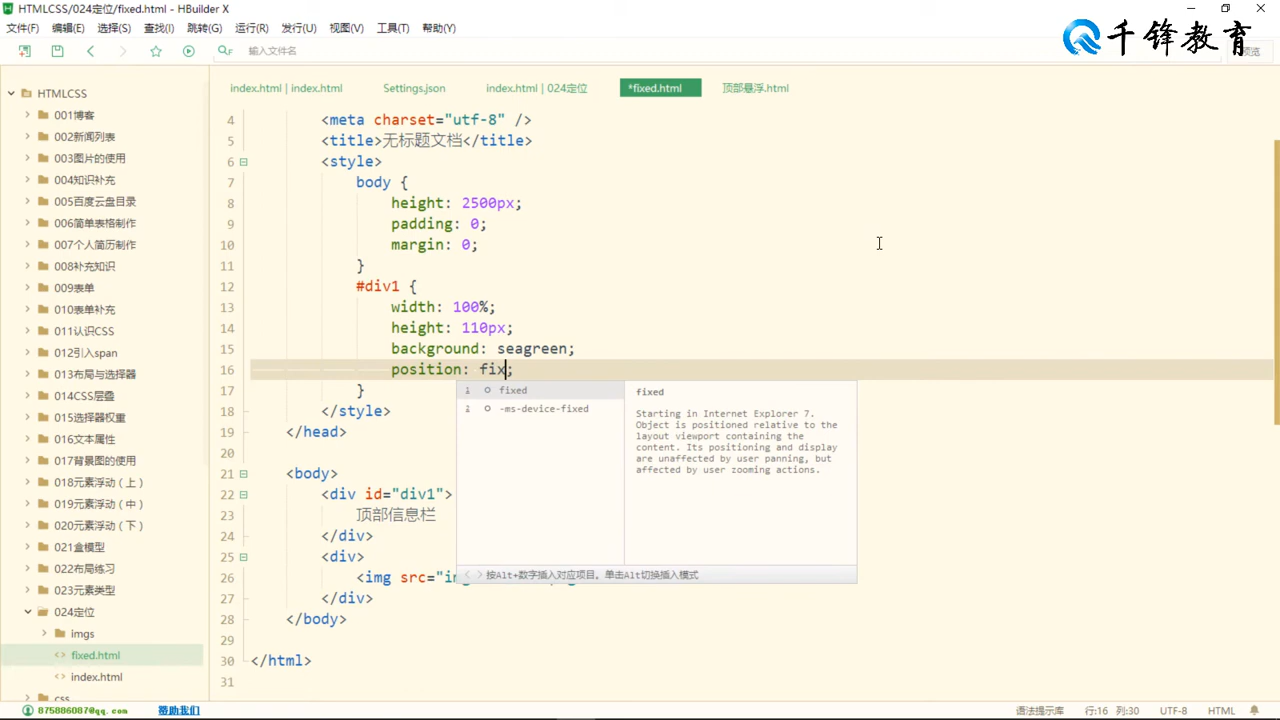 HTMLCSS/024定位/fixed.html - HBuilder X
文件(F) 编辑(E) 选择(S) 查找(I) 跳转(G) 运行(R) 发行(U) 视图(V) 工具(T) 帮助(Y)
千锋教育
输入文件名
HTMLCSS
001博客
002新闻列表
003图片的使用
004知识补充
005百度云盘目录
006简单表格制作
007个人简历制作
008补充知识
009表单
010表单补充
011认识CSS
012引入span
013布局与选择器
014CSS层叠
015选择器权重
016文本属性
017背景图的使用
018元素浮动（上）
019元素浮动（中）
020元素浮动（下）
021盒模型
022布局练习
023元素类型
024定位
imgs
fixed.html
index.html
css
index.html | index.html Settings.json index.html | 024定位 *fixed.html 顶部悬浮.html
4 <meta charset="utf-8" />
5 <title>无标题文档</title>
6 <style>
7 body {
8 height: 2500px;
9 padding: 0;
10 margin: 0;
11 }
12 #div1 {
13 width: 100%;
14 height: 110px;
15 background: seagreen;
16 position: fix;
17 }
18 </style>
19 </head>
20
21 <body>
22 <div id="div1">
23 顶部信息栏
24 </div>
25 <div>
26 <img src="
27 </div>
28 </body>
29
30 </html>
31
1 fixed
2 -ms-device-fixed
fixed
Starting in Internet Explorer 7.
Object is positioned relative to the
layout viewport containing the
content. Its positioning and display
are unaffected by user panning, but
affected by user zooming actions.
按Alt+数字插入对应项目，单击Alt切换插入模式
875886087@qq.com 赞助我们 语法提示库 行:16 列:30 UTF-8 HTML